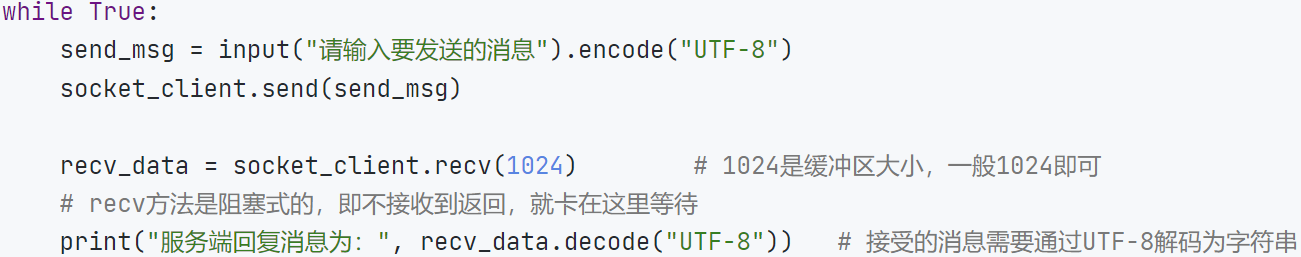 while True:
    send_msg = input("请输入要发送的消息").encode("UTF-8")
    socket_client.send(send_msg)
    recv_data = socket_client.recv(1024)        # 1024是缓冲区大小，一般1024即可
    # recv方法是阻塞式的，即不接收到返回，就卡在这里等待
    print("服务端回复消息为：", recv_data.decode("UTF-8"))   # 接受的消息需要通过UTF-8解码为字符串